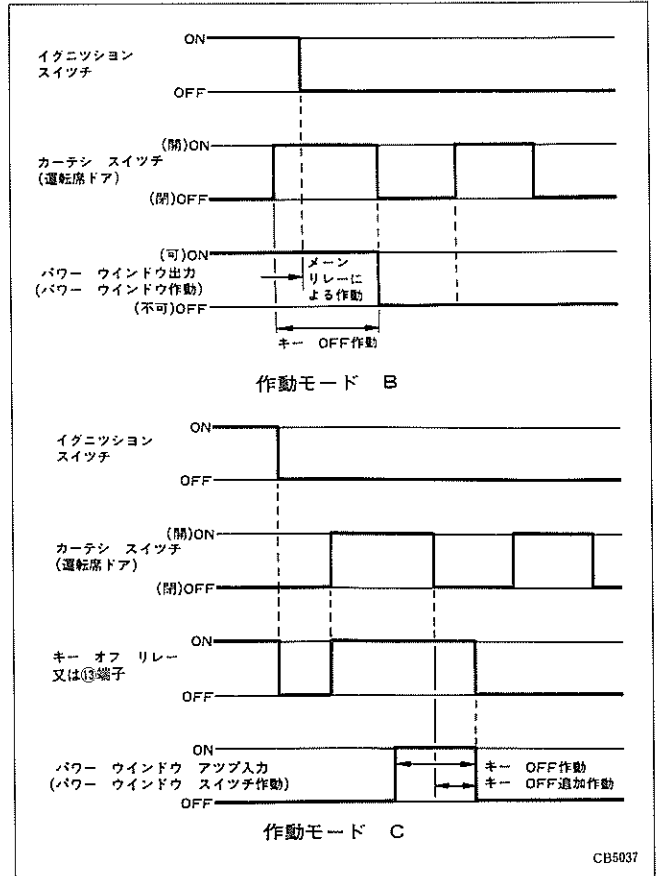 ON
イグニツション
スイツチ
OFF
(開)ON
カーテシ スイツチ
(運転席ドア)
(閉)OFF
(可)ON
メーン
パワー ウインドウ出力
リレーに
(パワー ウインドウ作動)
よる作動
(不可)OFF
キー OFF作動
作動モード B
ON
イグニツション
スイツチ
OFF
(開)ON
カーテシ スイツチ
(運転席ドア)
(閉)OFF
ON
キー オフ リレー
又は⑬端子
OFF
ON
パワー ウインドウ アツプ入力
キー OFF作動
(パワー ウインドウ スイツチ作動)
キー OFF追加作動
OFF
作動モード C
CB5037